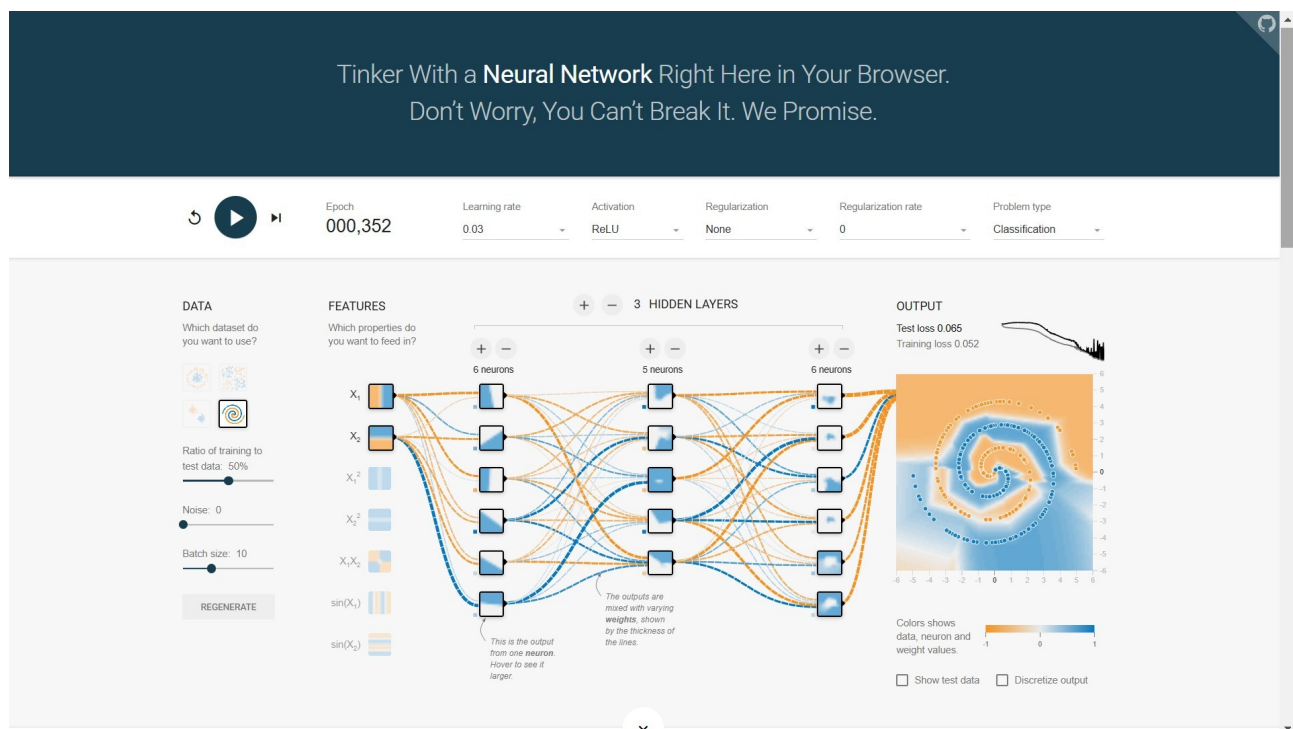 Tinker With a Neural Network Right Here in Your Browser.
Don't Worry, You Can't Break It. We Promise.
Epoch
000,352
Learning rate
0.03
Activation
ReLU
Regularization
None
Regularization rate
0
Problem type
Classification
DATA
Which dataset do
you want to use?
Ratio of training to
test data: 50%
Noise: 0
Batch size: 10
REGENERATE
FEATURES
Which properties do
you want to feed in?
X₁
X₂
X₁²
X₂²
X₁X₂
sin(X₁)
sin(X₂)
+ − 3 HIDDEN LAYERS
+ −
6 neurons
+ −
5 neurons
+ −
6 neurons
This is the output
from one neuron.
Hover to see it
larger.
The outputs are
mixed with varying
weights, shown
by the thickness of
the lines.
OUTPUT
Test loss 0.065
Training loss 0.052
6
5
4
3
2
1
0
-1
-2
-3
-4
-5
-6
-6 -5 -4 -3 -2 -1 0 1 2 3 4 5 6
Colors shows
data, neuron and
weight values.
-1 0 1
Show test data
Discretize output